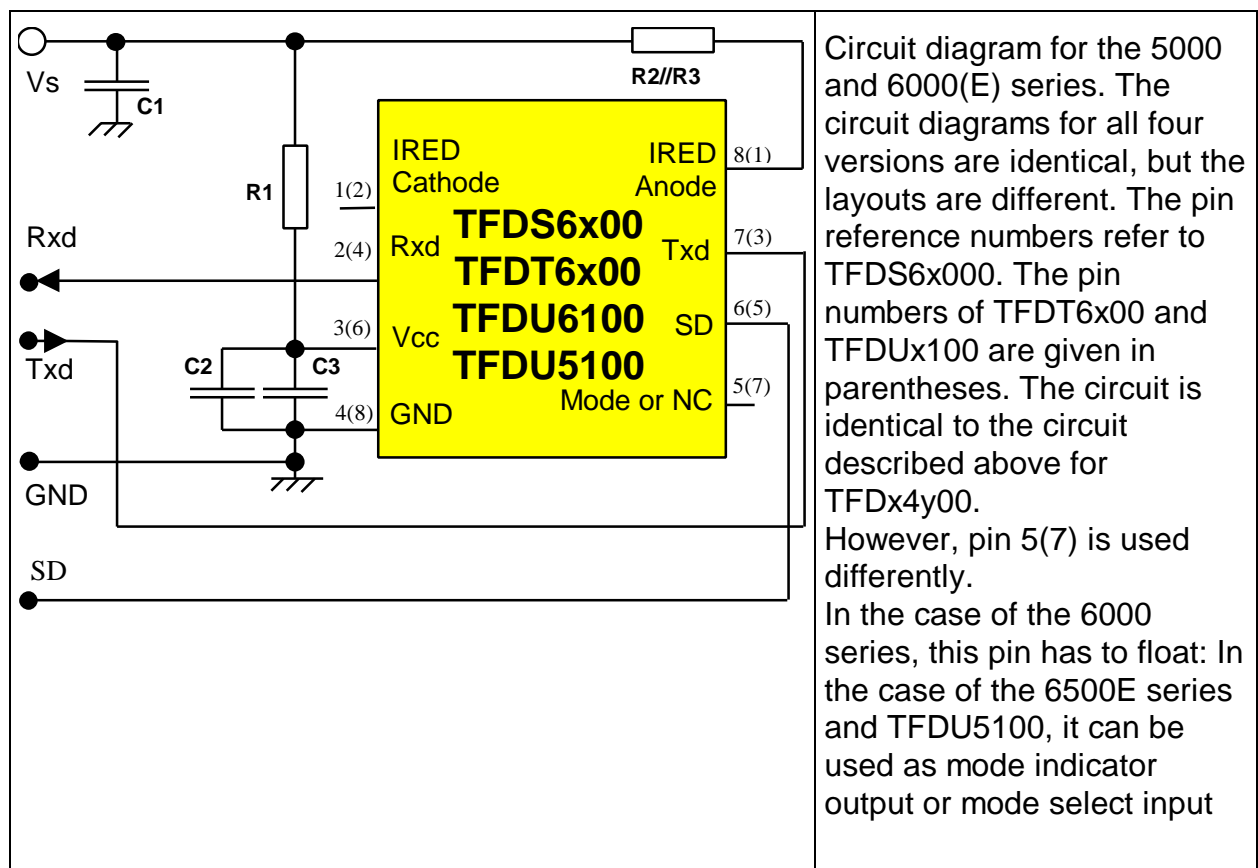 Vs
C1
R2//R3
R1
IRED
Cathode
IRED
Anode
8(1)
1(2)
TFDS6x00
Rxd
2(4)
Rxd
Txd
7(3)
TFDT6x00
Txd
3(6)
Vcc
TFDU6100
SD
6(5)
C2
C3
TFDU5100
Mode or NC
5(7)
4(8)
GND
GND
SD
Circuit diagram for the 5000
and 6000(E) series. The
circuit diagrams for all four
versions are identical, but the
layouts are different. The pin
reference numbers refer to
TFDS6x000. The pin
numbers of TFDT6x00 and
TFDUx100 are given in
parentheses. The circuit is
identical to the circuit
described above for
TFDx4y00.
However, pin 5(7) is used
differently.
In the case of the 6000
series, this pin has to float: In
the case of the 6500E series
and TFDU5100, it can be
used as mode indicator
output or mode select input